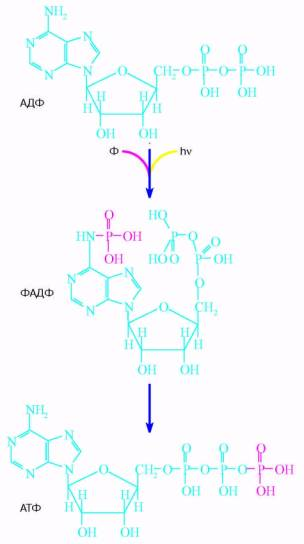 NH₂
N N
N N
CH₂-O-P-O-P-OH
O O
OH OH
O
H H
H H
OH OH
АДФ
Ф hν
O
HN-P-OH
OH
HO O O
P P OH
HO O O
N N
N N
CH₂
O
H H
H H
OH OH
ФАДФ
NH₂
N N
N N
CH₂-O-P-O-P-O-P-OH
O O O
OH OH OH
O
H H
H H
OH OH
АТФ